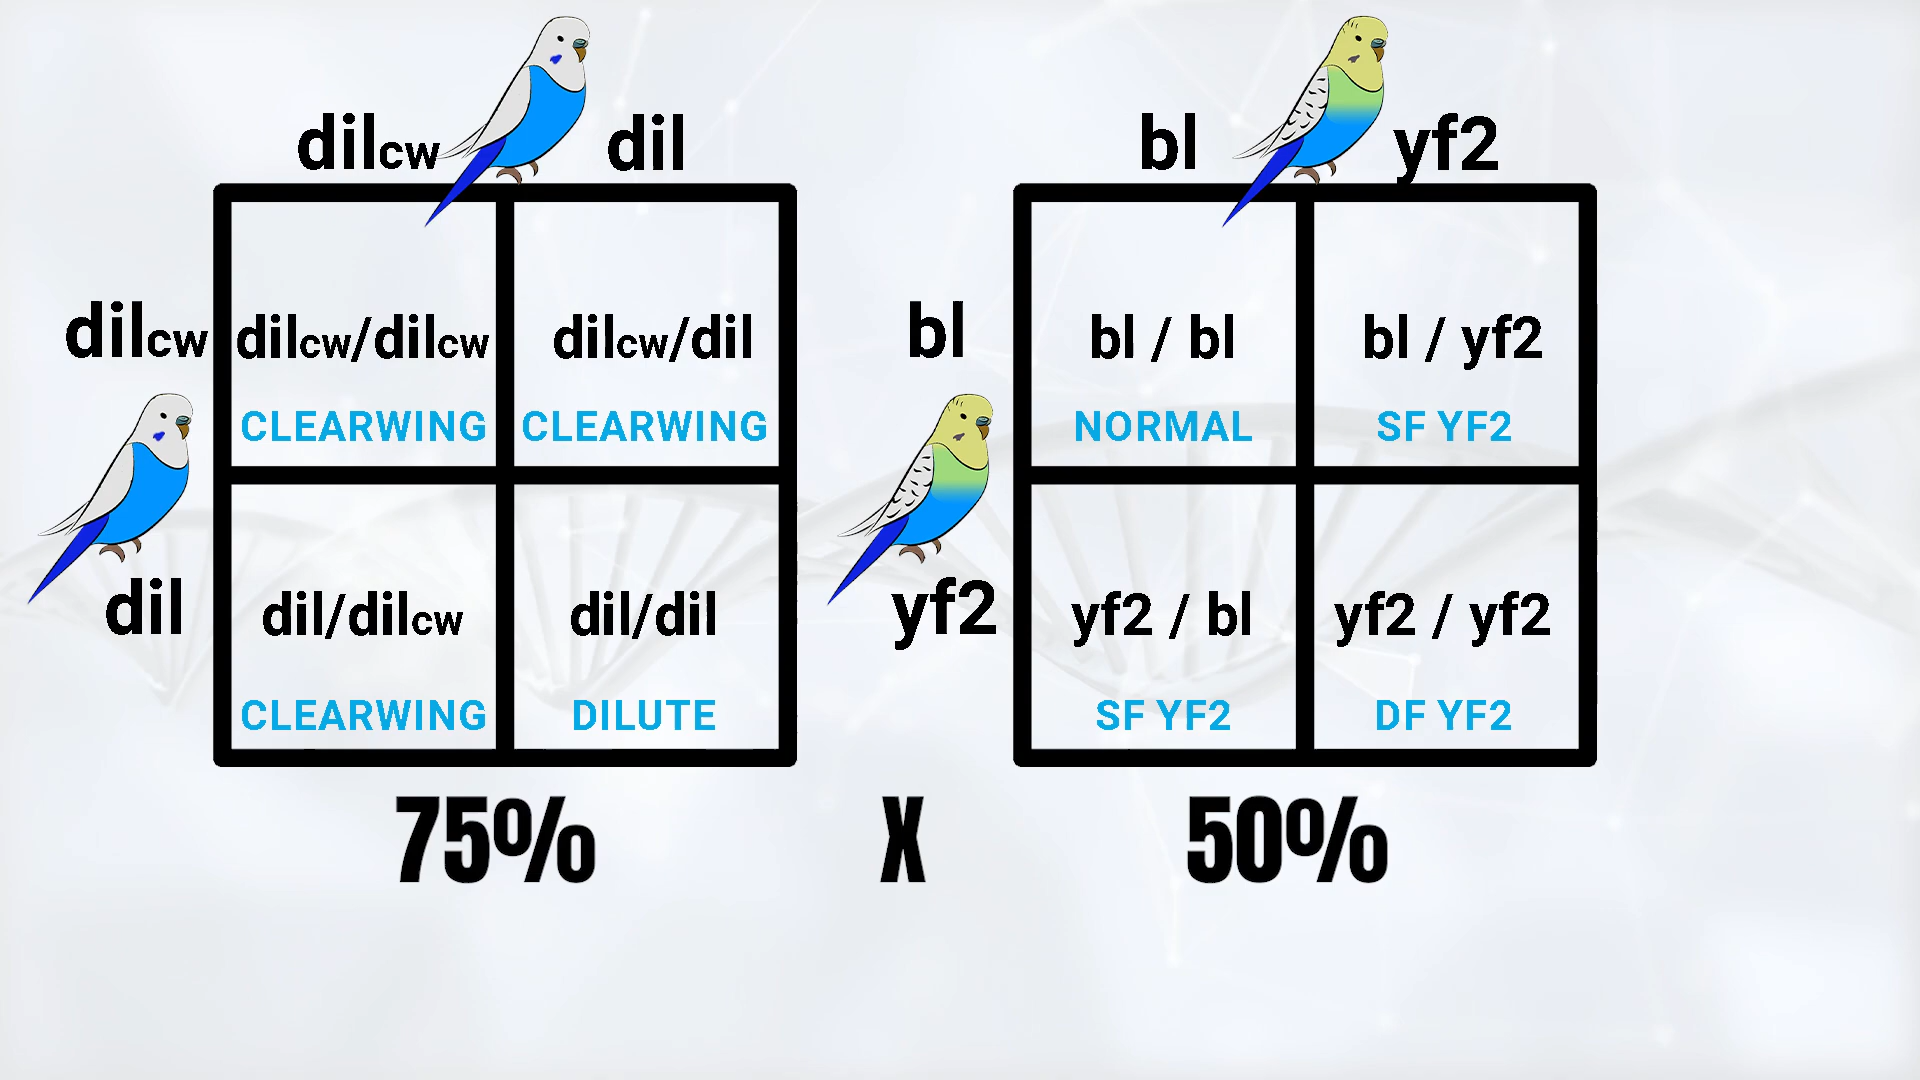 dilcw dil bl yf2
dilcw dilcw/dilcw dilcw/dil bl bl / bl bl / yf2
CLEARWING CLEARWING NORMAL SF YF2
dil dil/dilcw dil/dil yf2 yf2 / bl yf2 / yf2
CLEARWING DILUTE SF YF2 DF YF2
75% X 50%